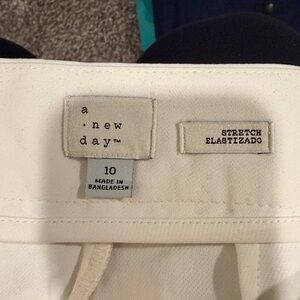 a
· new
day™
10
MADE IN
BANGLADESH
STRETCH
ELASTIZADO